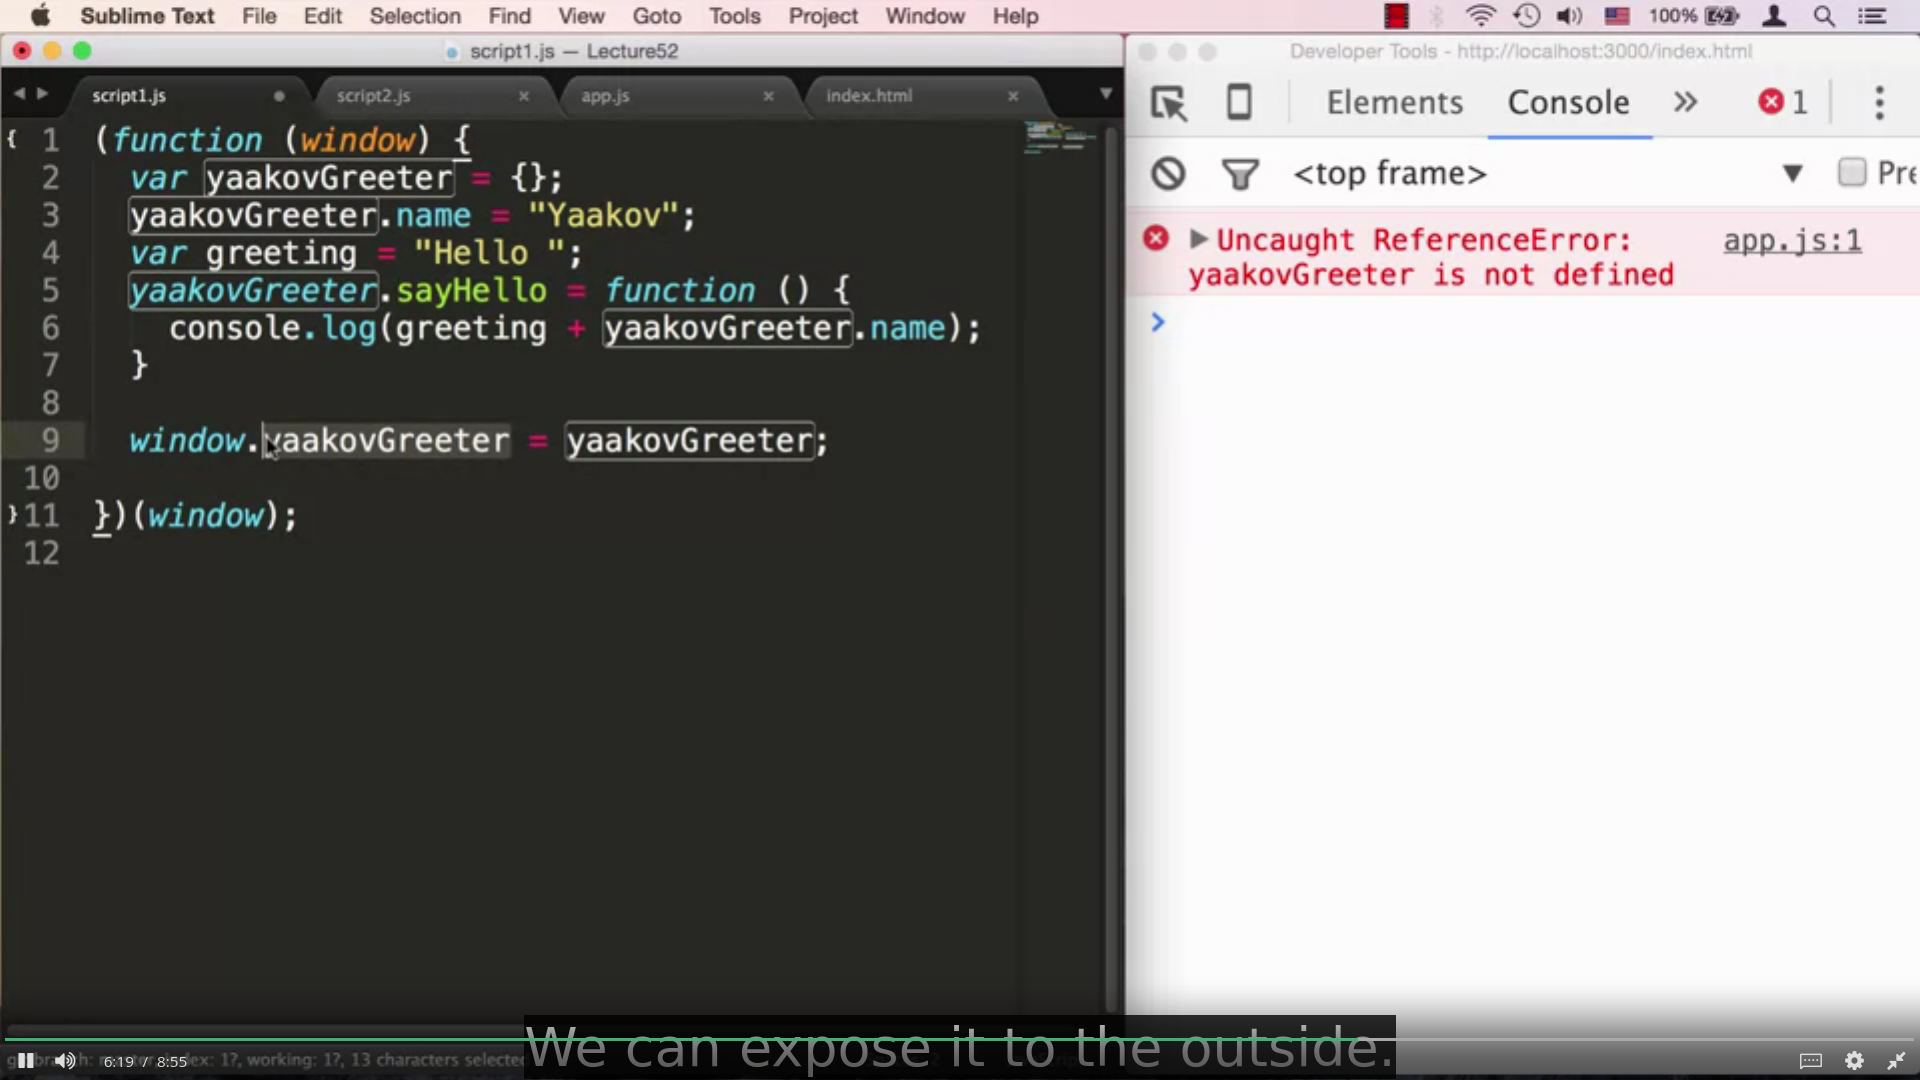 Sublime Text File Edit Selection Find View Goto Tools Project Window Help 100%
script1.js — Lecture52
script1.js script2.js app.js index.html
1 (function (window) {
2 var yaakovGreeter = {};
3 yaakovGreeter.name = "Yaakov";
4 var greeting = "Hello ";
5 yaakovGreeter.sayHello = function () {
6 console.log(greeting + yaakovGreeter.name);
7 }
8
9 window.yaakovGreeter = yaakovGreeter;
10
11 })(window);
12
Developer Tools - http://localhost:3000/index.html
Elements Console 1
<top frame> Pre
Uncaught ReferenceError: app.js:1
yaakovGreeter is not defined
We can expose it to the outside.
index: 1?, working: 1?, 13 characters selected
6:19 / 8:55